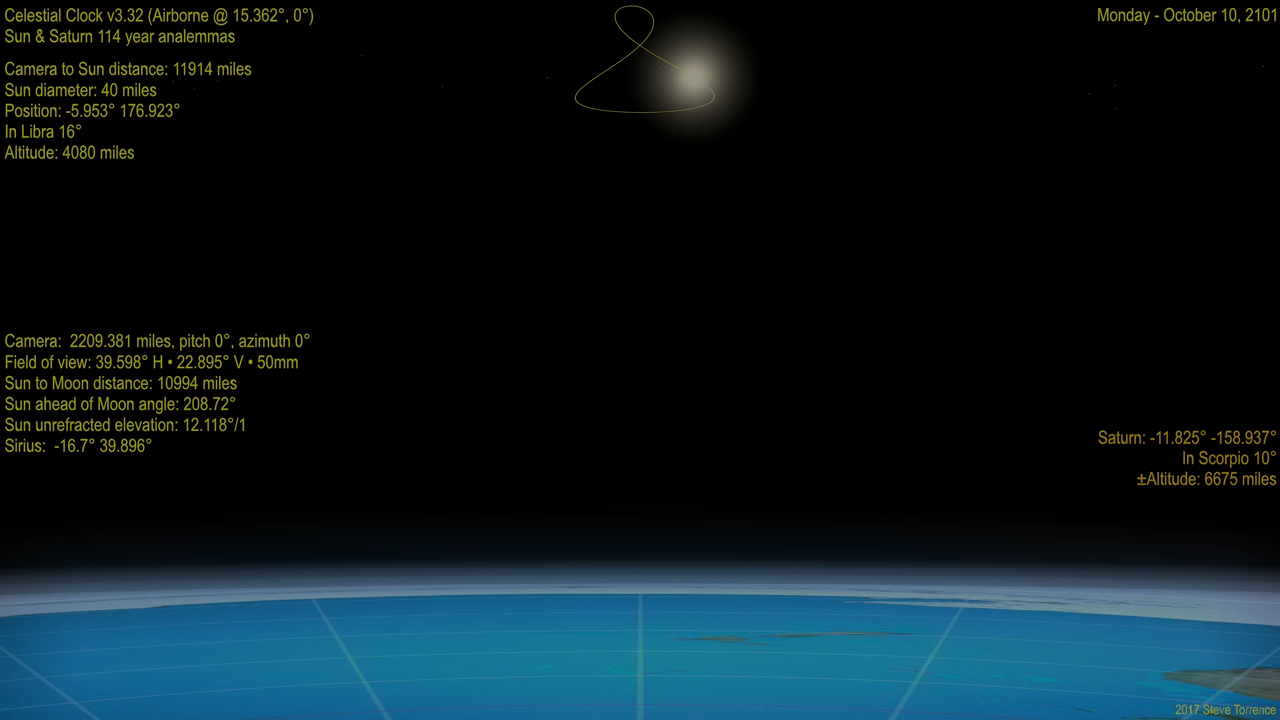 Celestial Clock v3.32 (Airborne @ 15.362°, 0°)
Sun & Saturn 114 year analemmas
Camera to Sun distance: 11914 miles
Sun diameter: 40 miles
Position: -5.953° 176.923°
In Libra 16°
Altitude: 4080 miles
Monday - October 10, 2101
Camera:  2209.381 miles, pitch 0°, azimuth 0°
Field of view: 39.598° H • 22.895° V • 50mm
Sun to Moon distance: 10994 miles
Sun ahead of Moon angle: 208.72°
Sun unrefracted elevation: 12.118°/1
Sirius:  -16.7° 39.896°
Saturn: -11.825° -158.937°
In Scorpio 10°
±Altitude: 6675 miles
2017 Steve Torrence